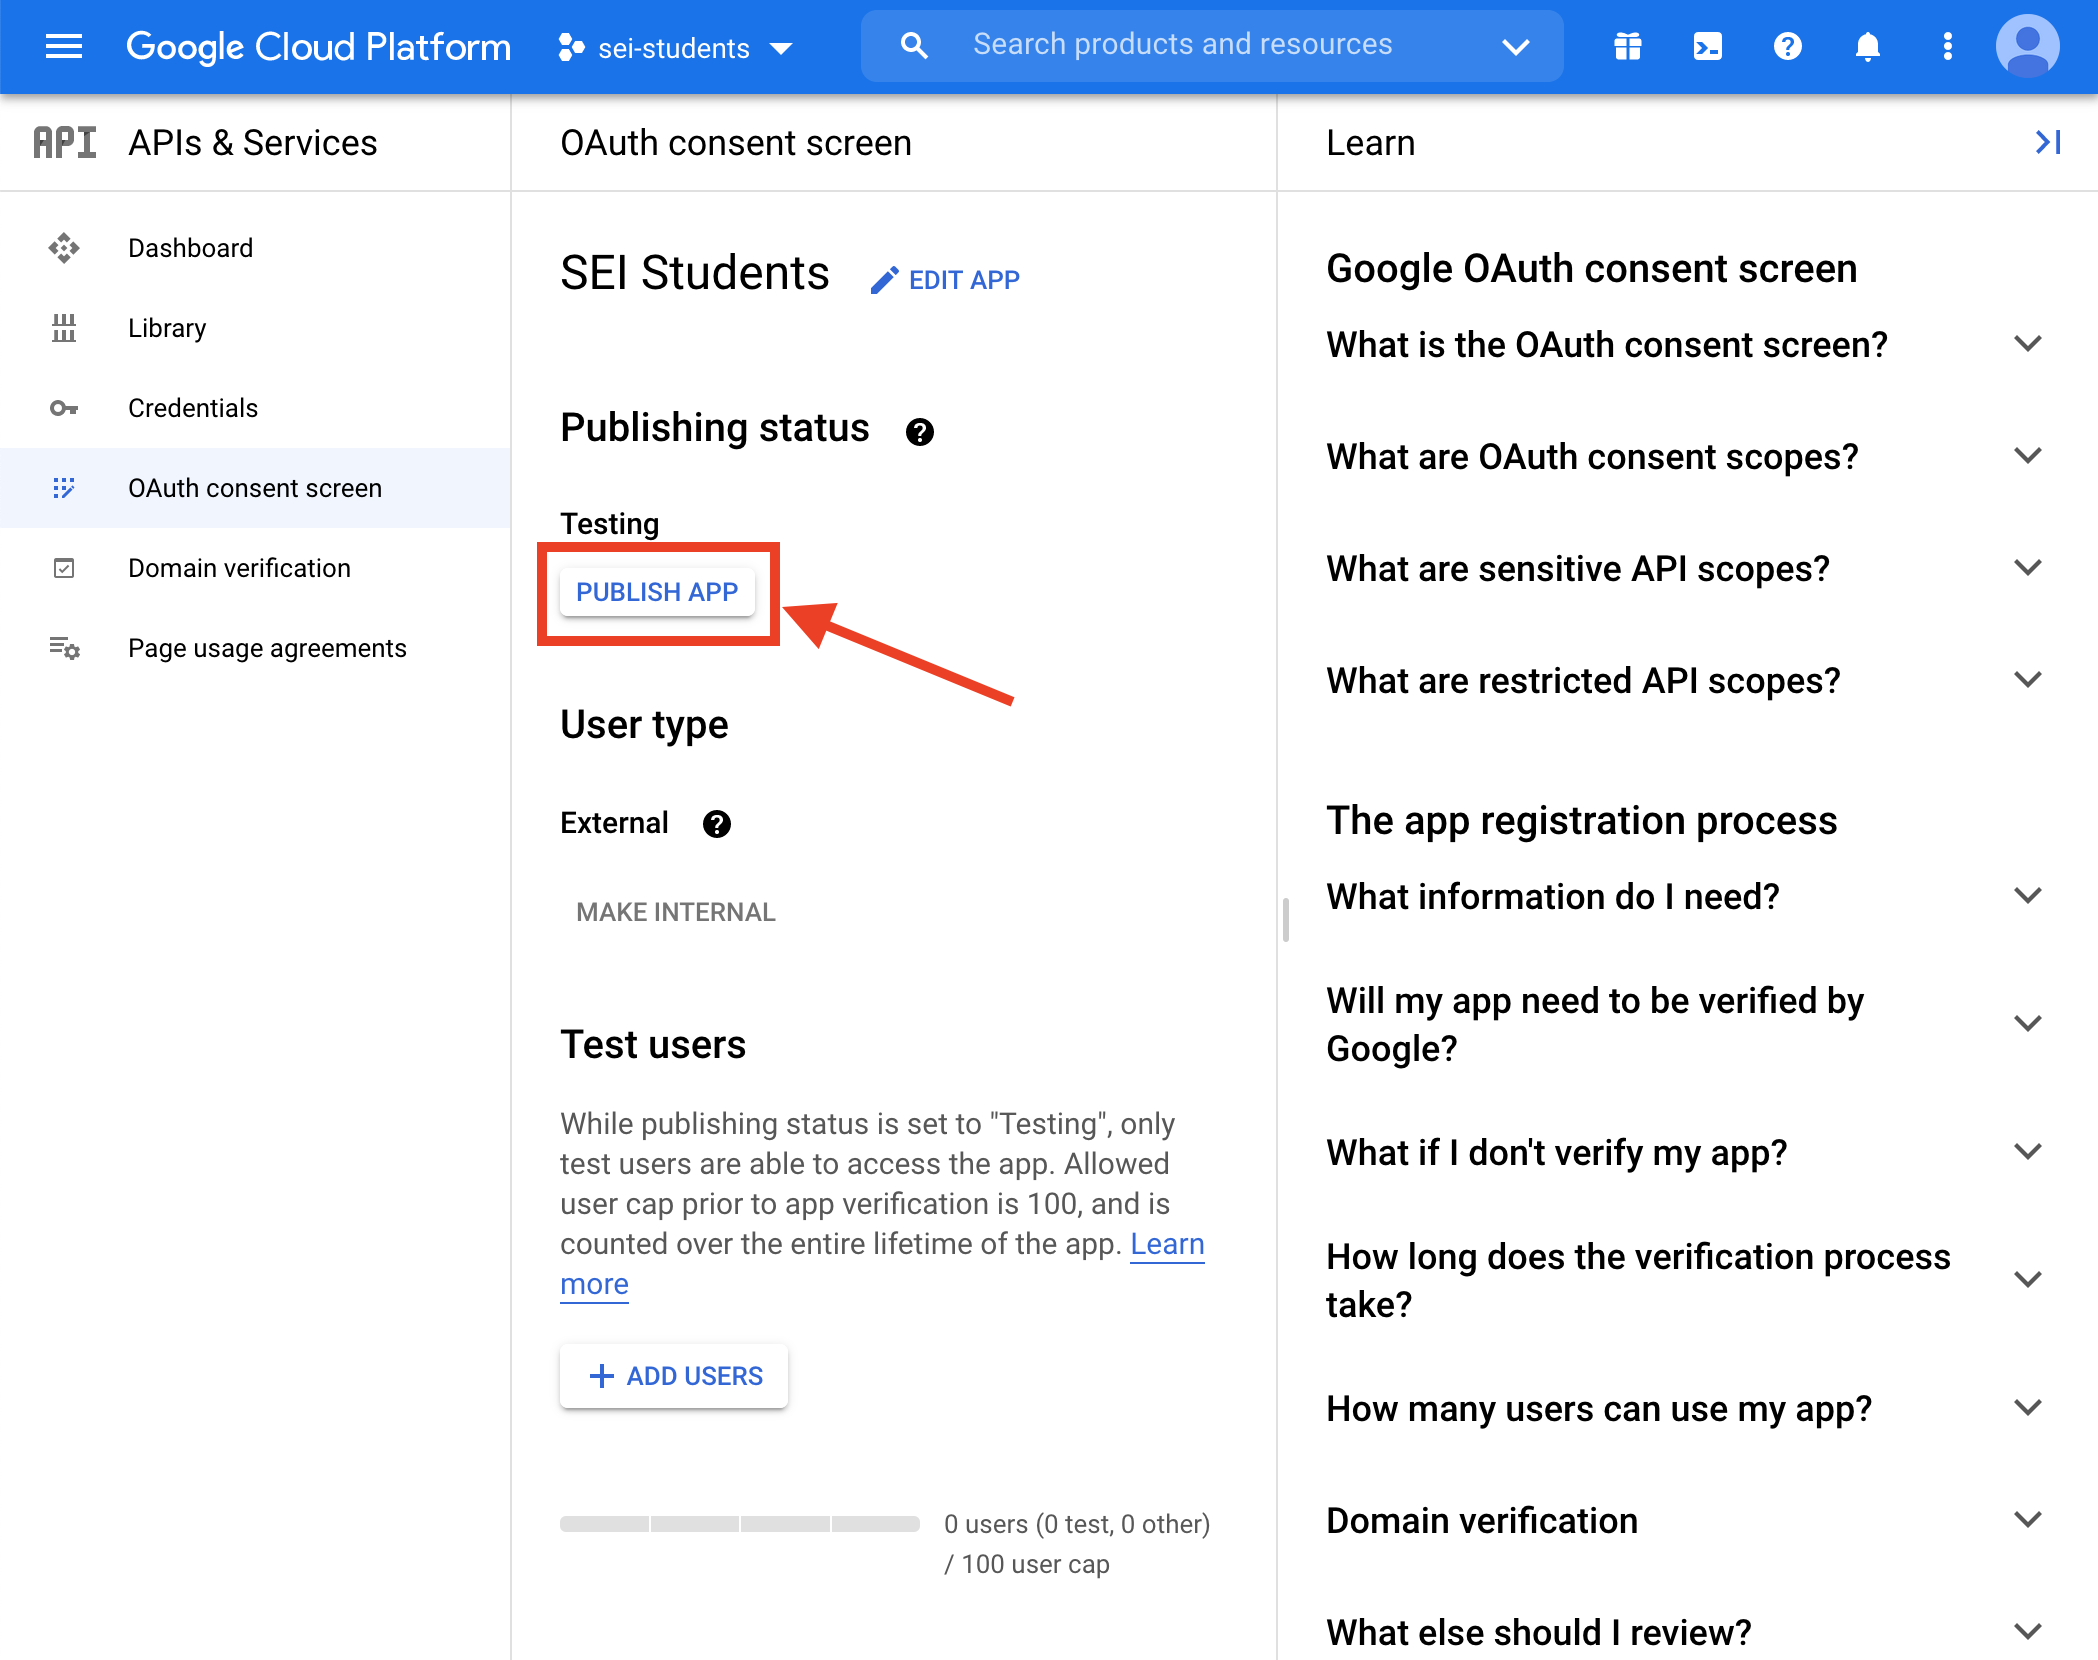 Google Cloud Platform
sei-students
Search products and resources
API
APIs & Services
Dashboard
Library
Credentials
OAuth consent screen
Domain verification
Page usage agreements
OAuth consent screen
SEI Students
EDIT APP
Publishing status
Testing
PUBLISH APP
User type
External
MAKE INTERNAL
Test users
While publishing status is set to "Testing", only
test users are able to access the app. Allowed
user cap prior to app verification is 100, and is
counted over the entire lifetime of the app. Learn
more
ADD USERS
0 users (0 test, 0 other)
/ 100 user cap
Learn
Google OAuth consent screen
What is the OAuth consent screen?
What are OAuth consent scopes?
What are sensitive API scopes?
What are restricted API scopes?
The app registration process
What information do I need?
Will my app need to be verified by
Google?
What if I don't verify my app?
How long does the verification process
take?
How many users can use my app?
Domain verification
What else should I review?